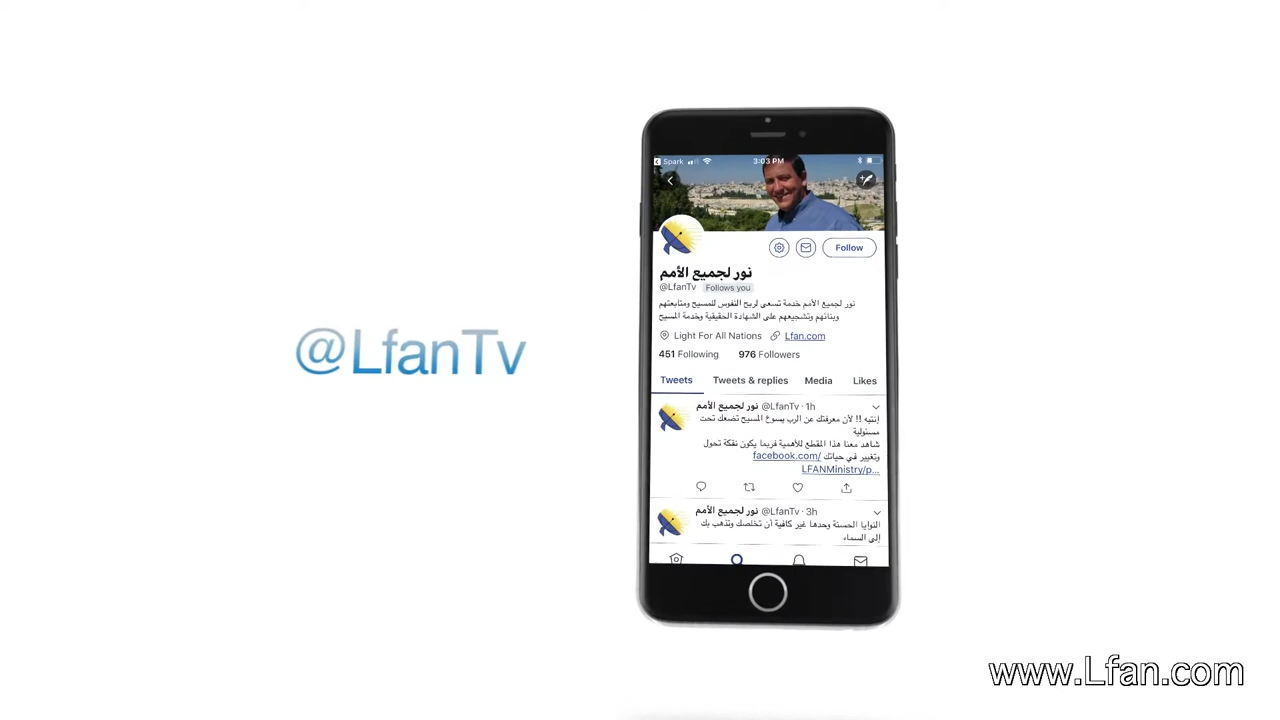 @LfanTv
Spark
3:03 PM
Follow
نور لجميع الأمم
@LfanTv Follows you
نور لجميع الأمم خدمة تسعى لربح النفوس للمسيح ومتابعتهم
وبنائهم وتشجيعهم على الشهادة الحقيقية وخدمة المسيح
Light For All Nations Lfan.com
451 Following 976 Followers
Tweets Tweets & replies Media Likes
نور لجميع الأمم @LfanTv · 1h
إنتبه !! لأن معرفتك عن الرب يسوع المسيح تضعك تحت
مسئولية
شاهد معنا هذا المقطع للأهمية فربما يكون نقكة تحول
وتغيير في حياتك facebook.com/
LFANMinistry/p...
نور لجميع الأمم @LfanTv · 3h
النوايا الحسنة وحدها غير كافية أن تخلصك وتذهب بك
إلى السماء
www.Lfan.com